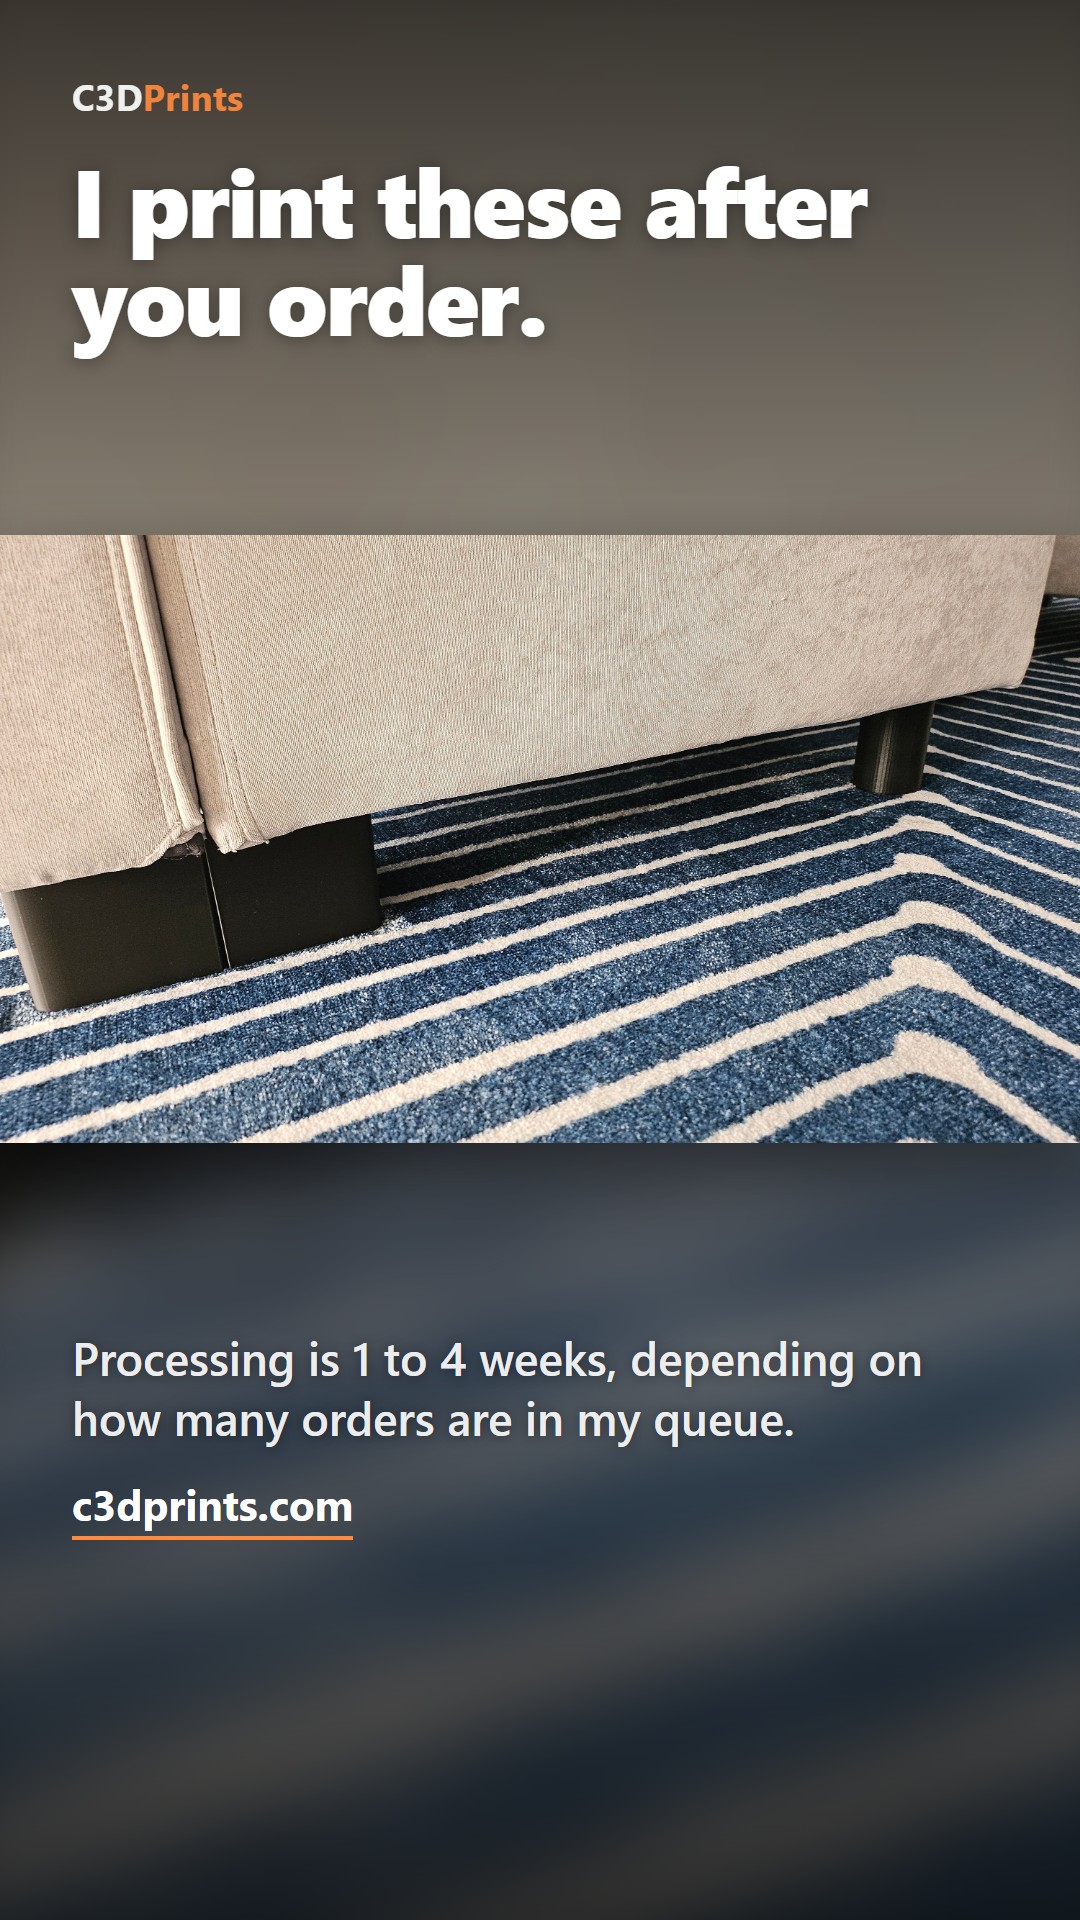 C3DPrints
I print these after
you order.
Processing is 1 to 4 weeks, depending on
how many orders are in my queue.
c3dprints.com